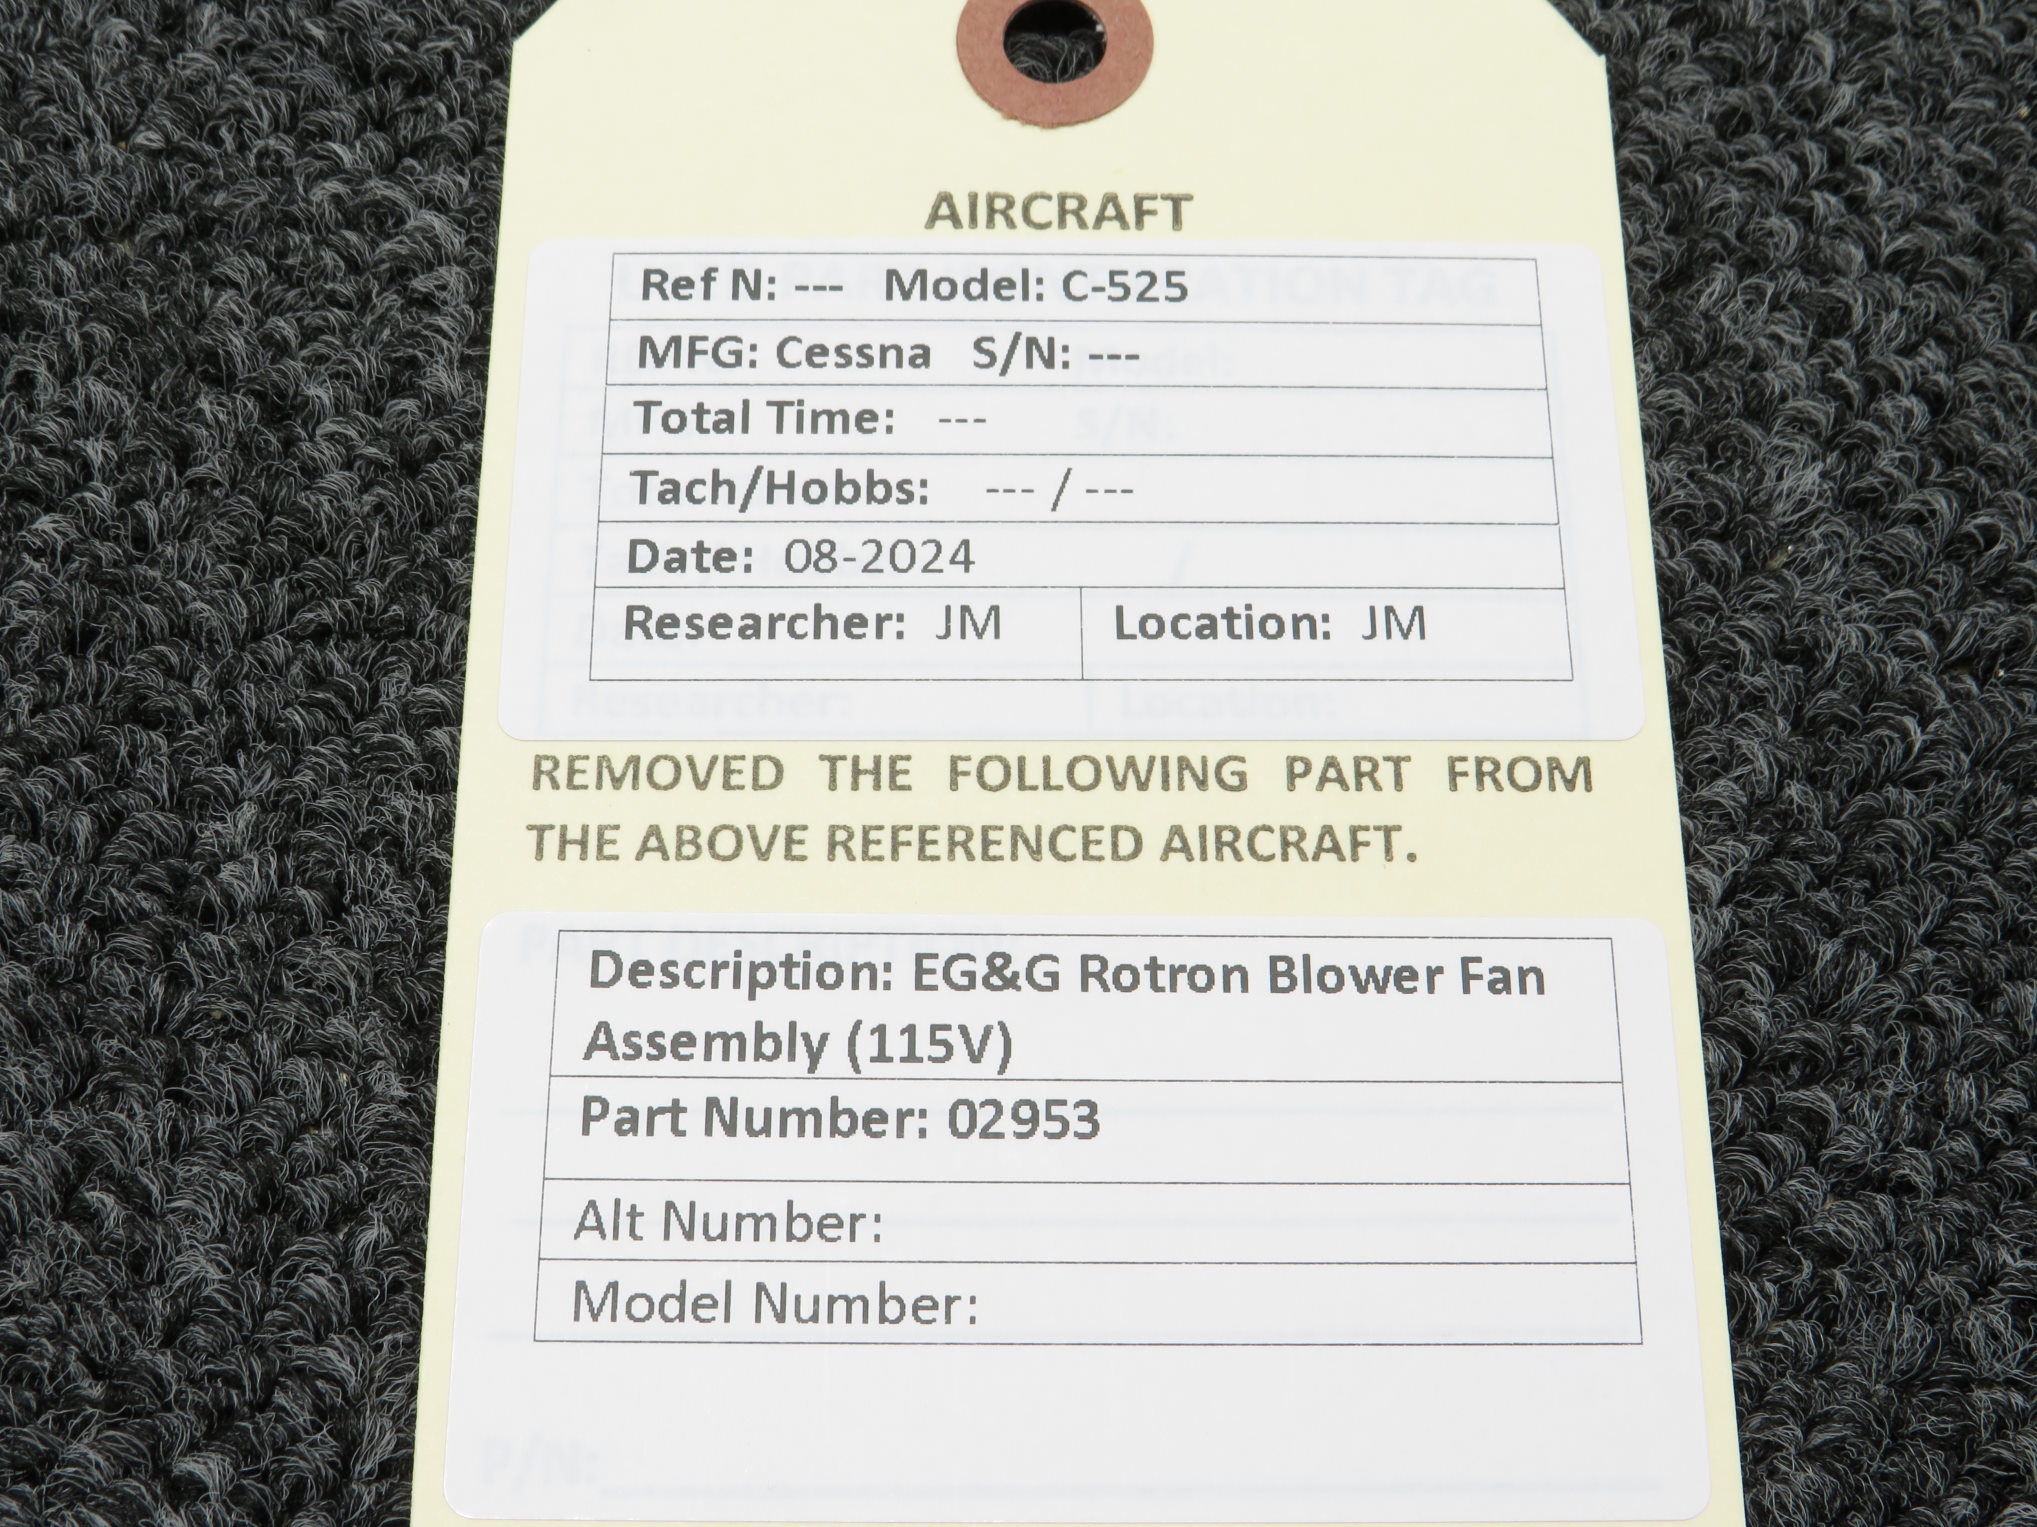 AIRCRAFT
Ref N: --- Model: C-525
MFG: Cessna S/N: ---
Total Time: ---
Tach/Hobbs: --- / ---
Date: 08-2024
Researcher: JM Location: JM
REMOVED THE FOLLOWING PART FROM
THE ABOVE REFERENCED AIRCRAFT.
Description: EG&G Rotron Blower Fan
Assembly (115V)
Part Number: 02953
Alt Number:
Model Number:
P/N: